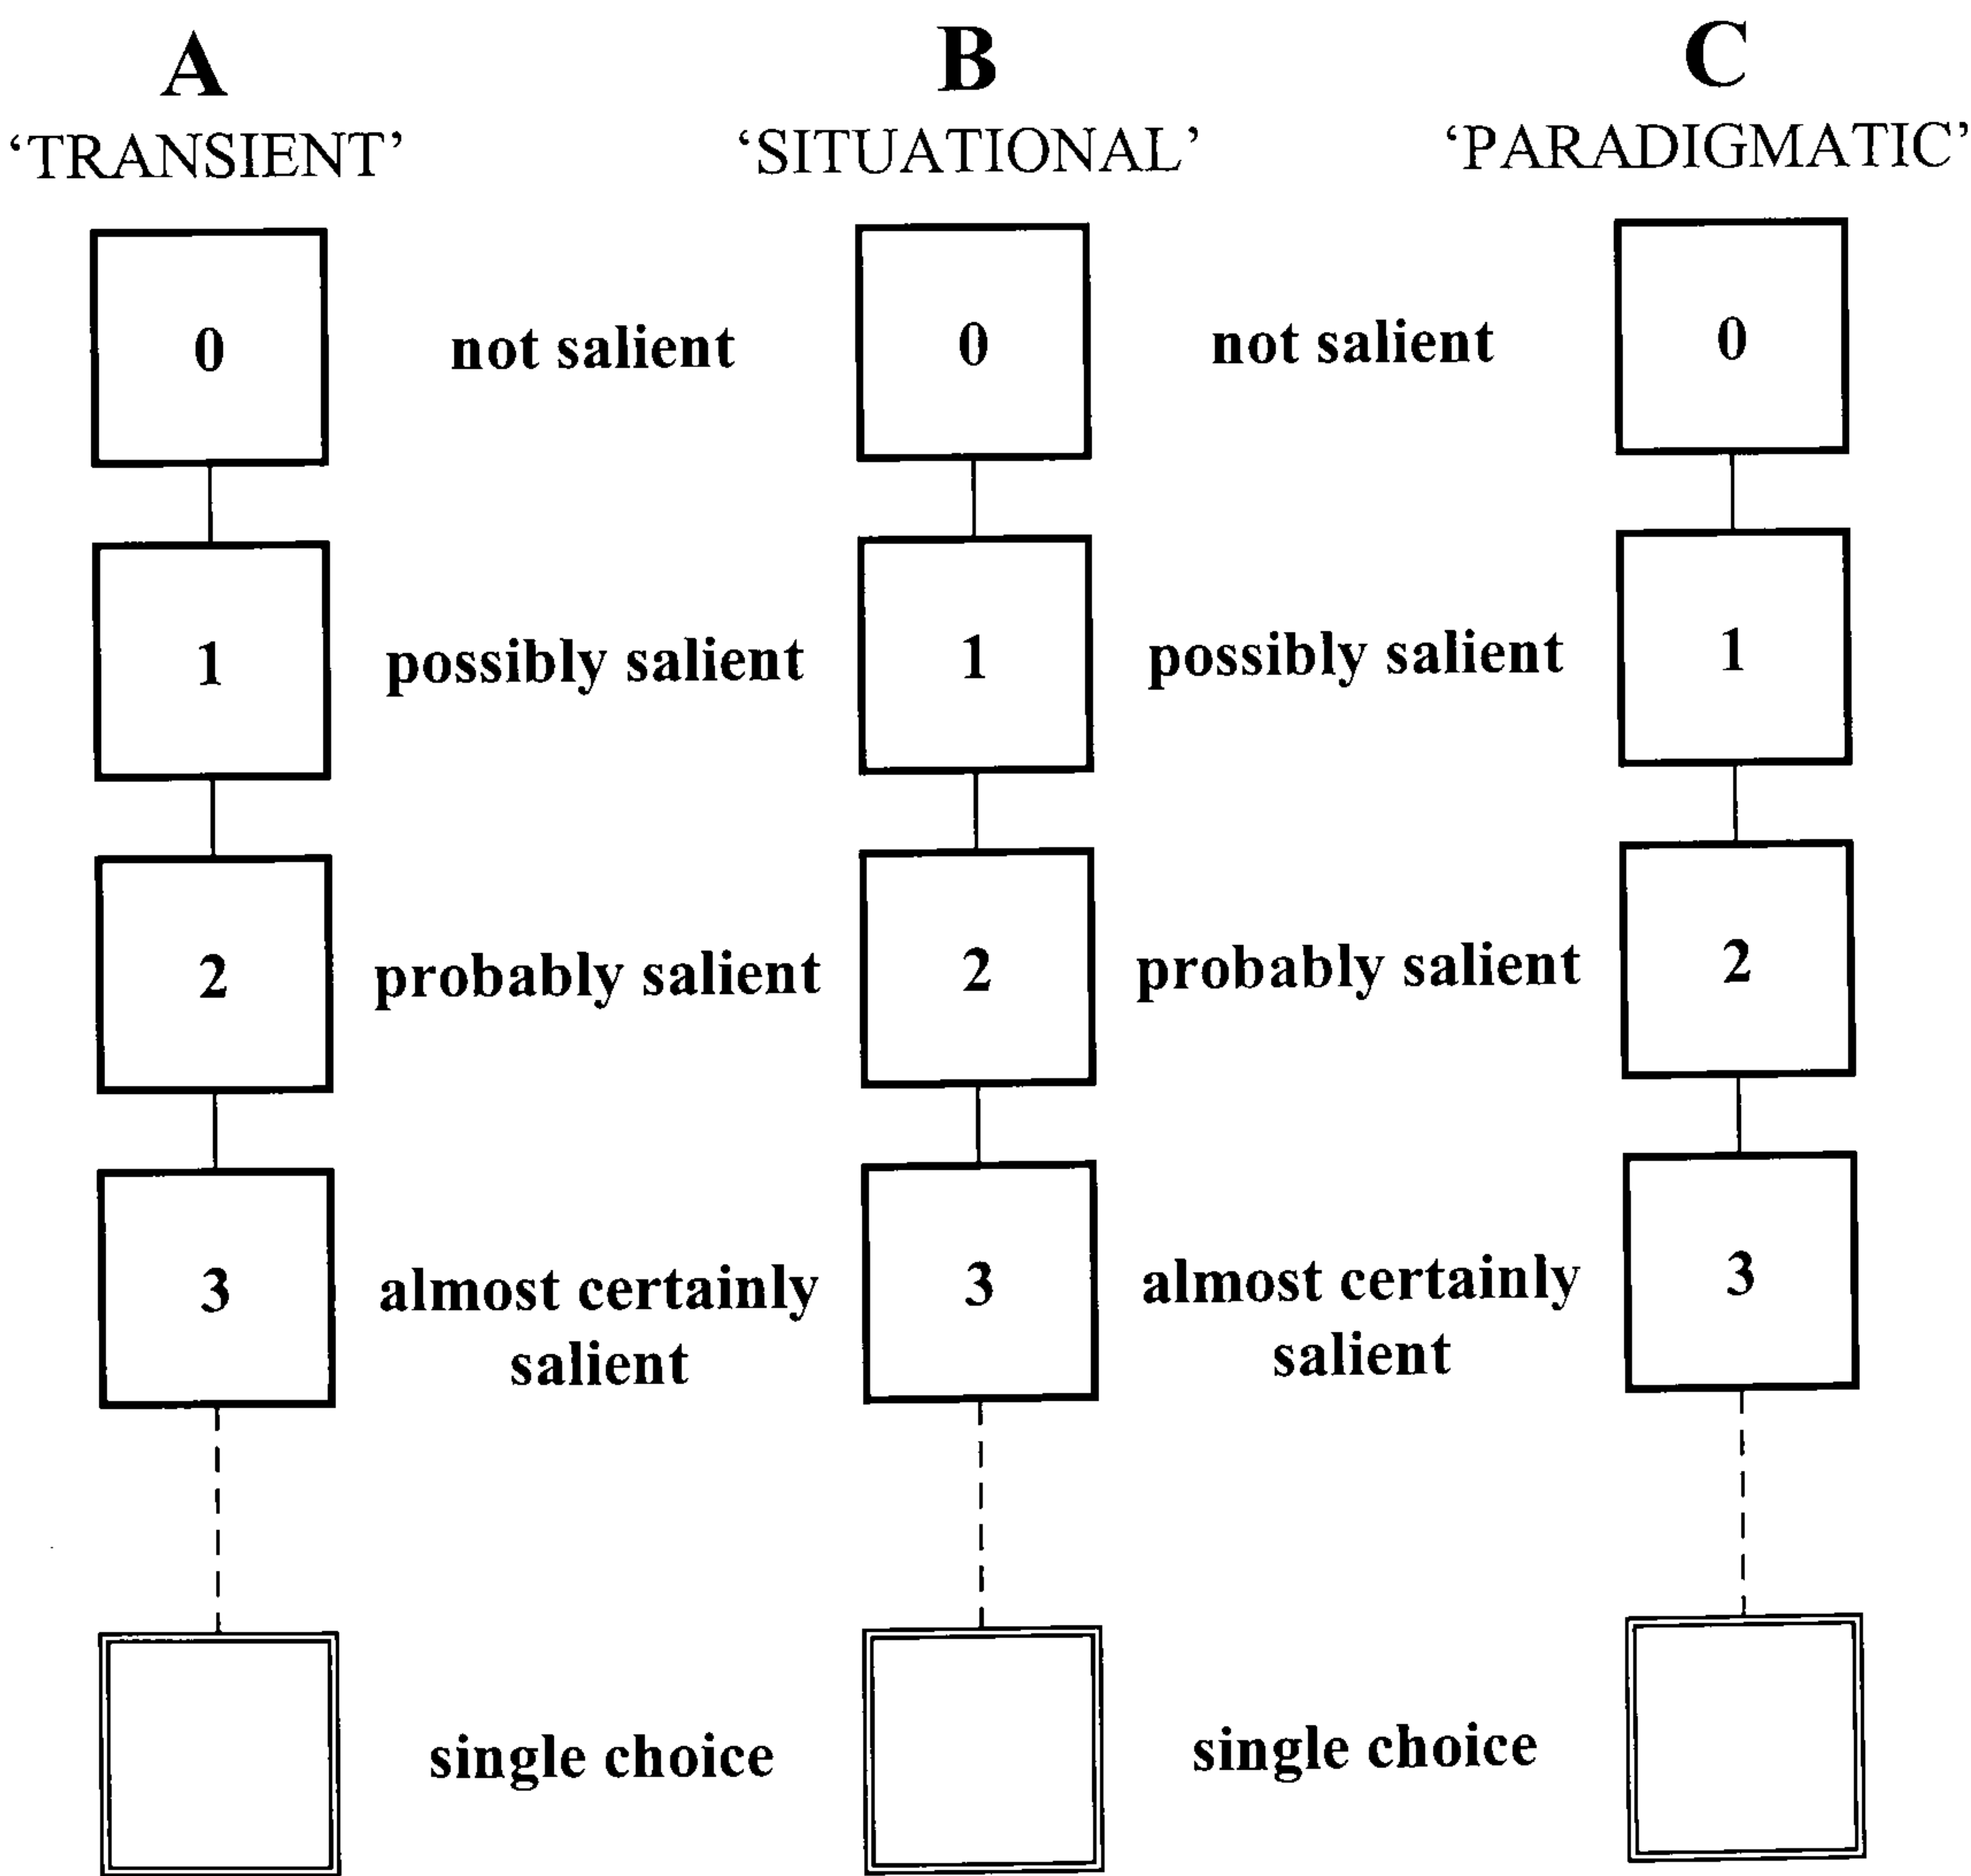 A B C
‘TRANSIENT’ ‘SITUATIONAL’ ‘PARADIGMATIC’
0 not salient 0 not salient 0
1 possibly salient 1 possibly salient 1
2 probably salient 2 probably salient 2
3 almost certainly 3 almost certainly 3
salient salient
single choice single choice